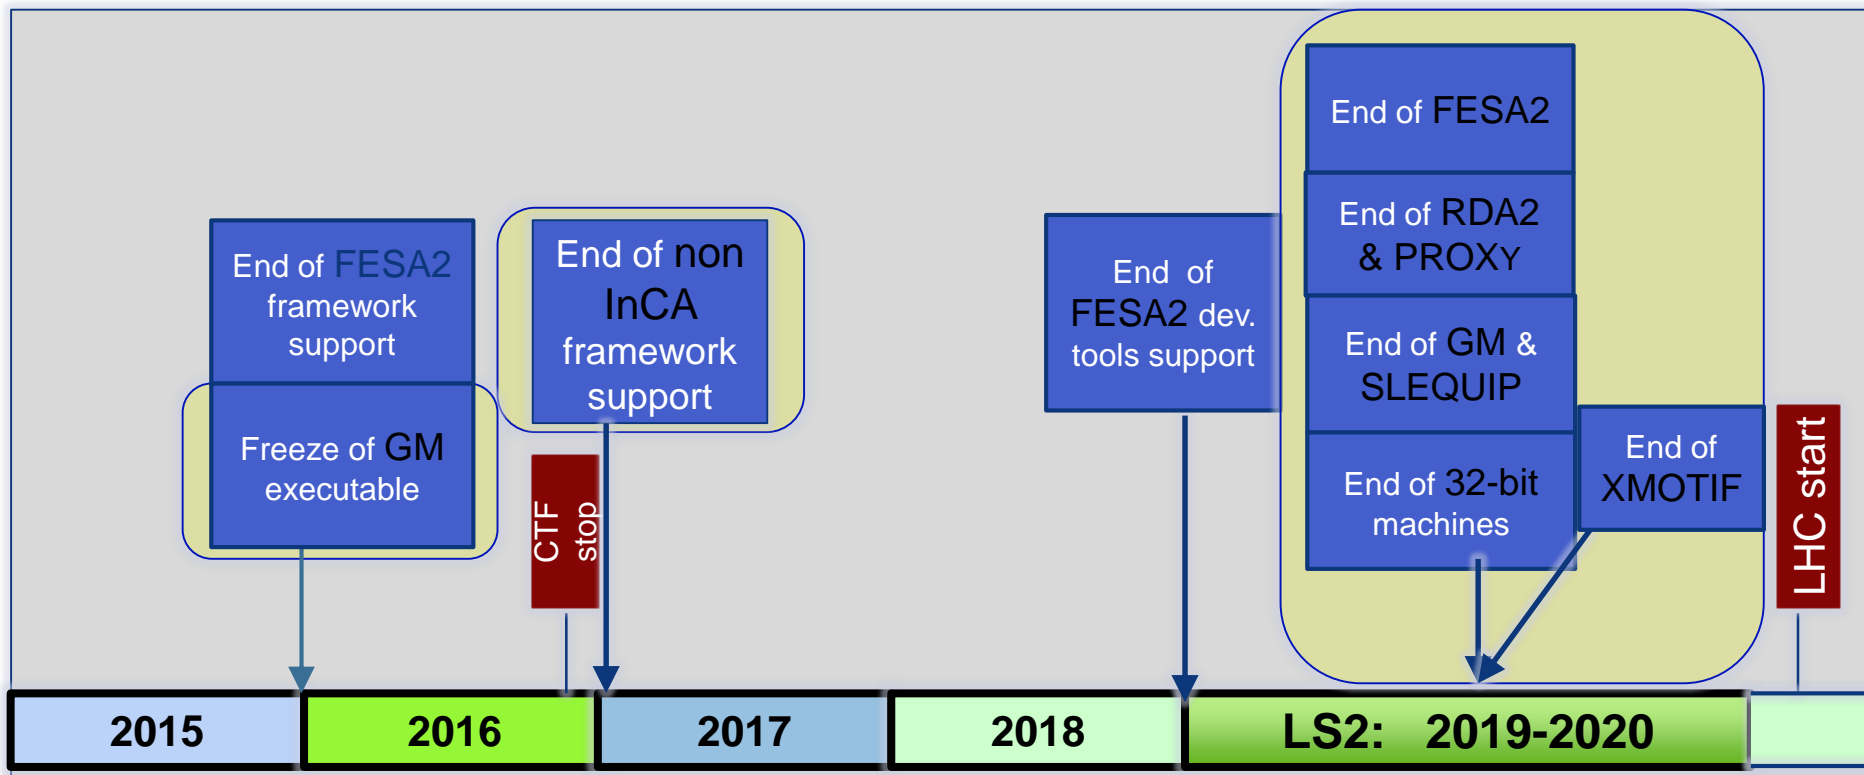 End of FESA2
framework
support
Freeze of GM
executable
End of non
InCA
framework
support
CTF
stop
End of
FESA2 dev.
tools support
End of FESA2
End of RDA2
& PROXY
End of GM &
SLEQUIP
End of 32-bit
machines
End of
XMOTIF
LHC start
2015
2016
2017
2018
LS2: 2019-2020